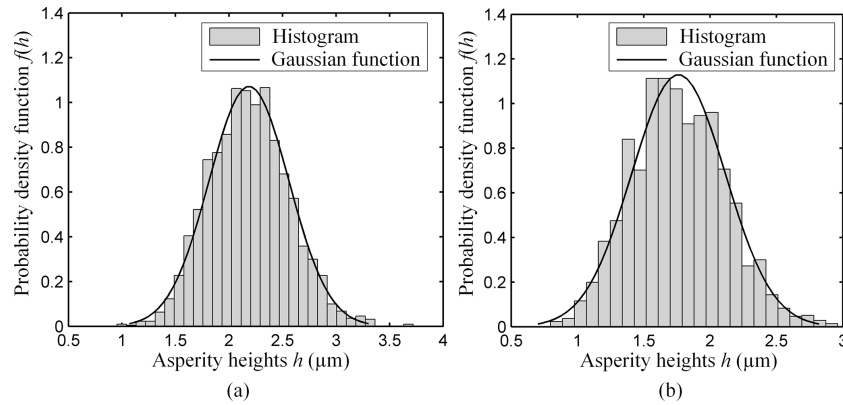 1.4
1.2
1
0.8
0.6
0.4
0.2
0
Probability density function f(h)
Histogram
Gaussian function
0.5 1 1.5 2 2.5 3 3.5 4
Asperity heights h (μm)
(a)
1.4
1.2
1
0.8
0.6
0.4
0.2
0
Probability density function f(h)
Histogram
Gaussian function
0.5 1 1.5 2 2.5 3
Asperity heights h (μm)
(b)